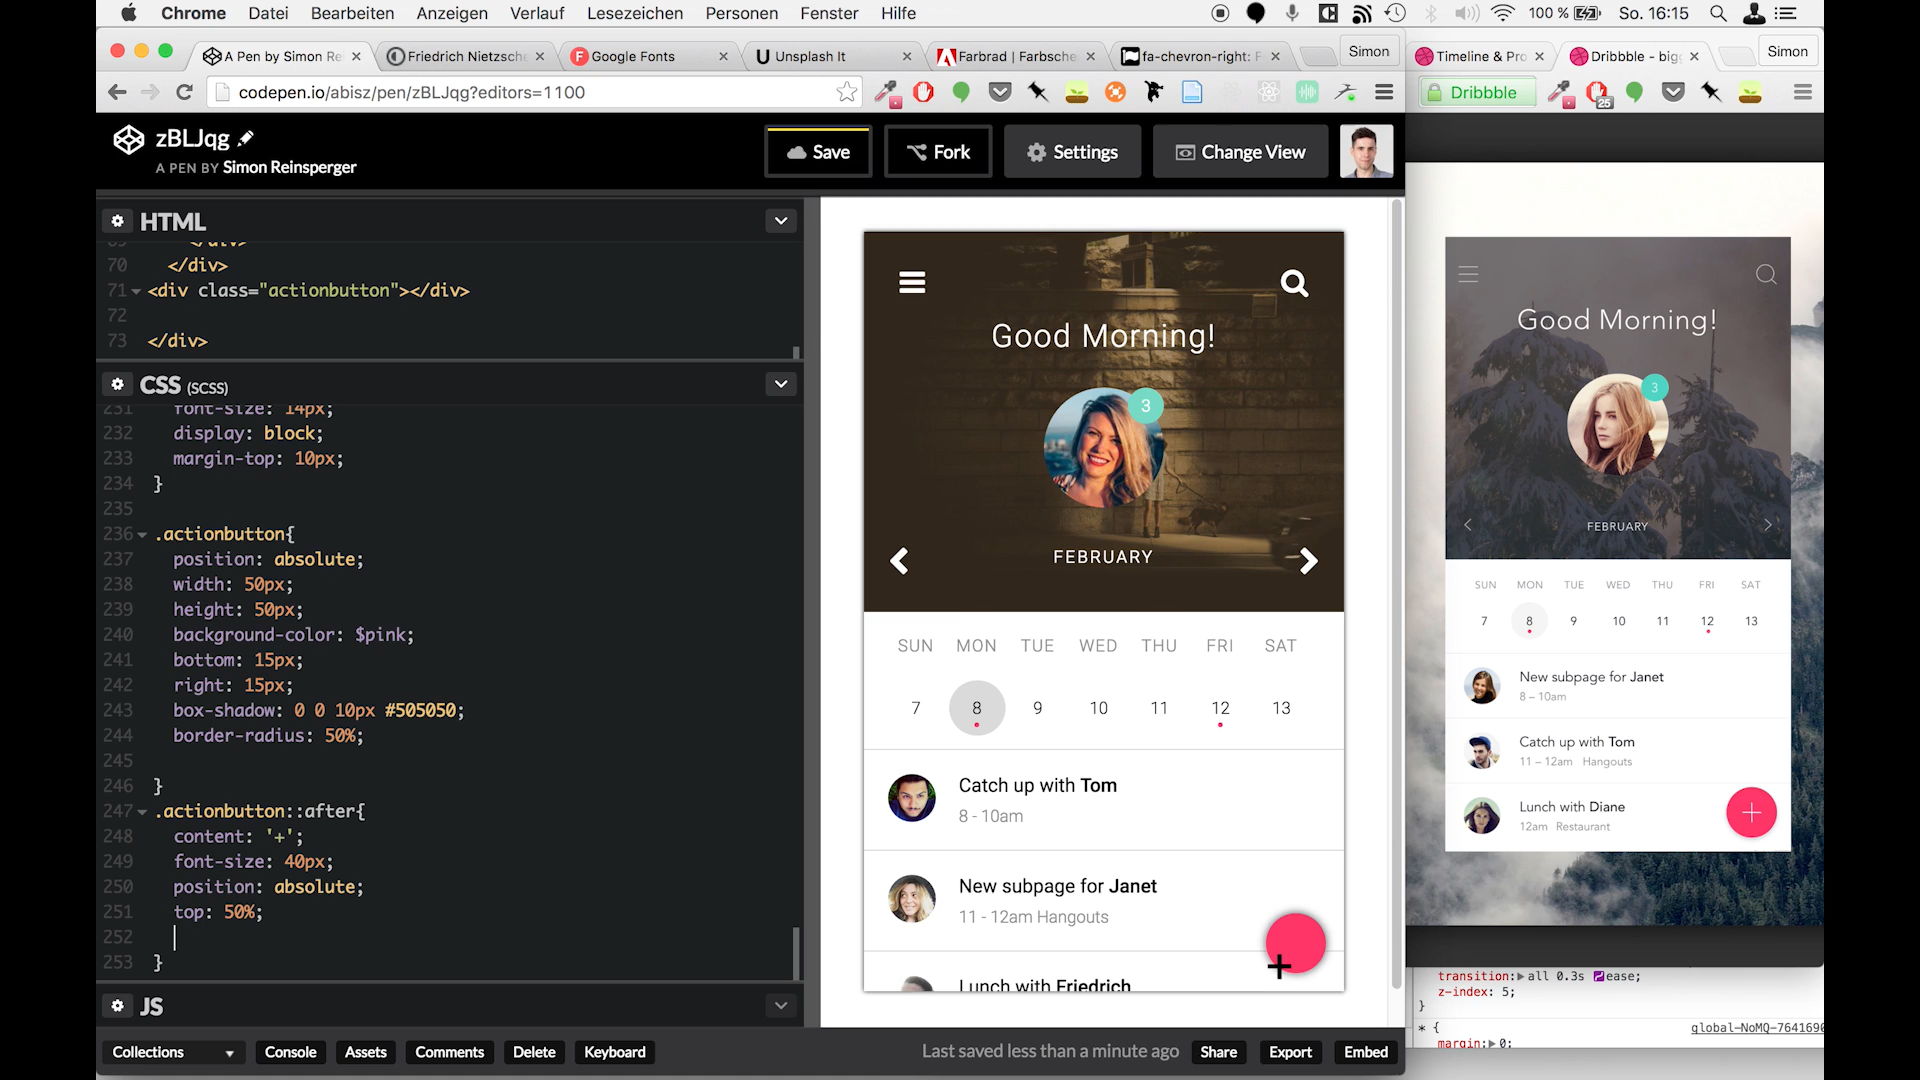 Chrome Datei Bearbeiten Anzeigen Verlauf Lesezeichen Personen Fenster Hilfe 100 % So. 16:15
A Pen by Simon Re Friedrich Nietzsche Google Fonts Unsplash It Farbrad | Farbsche fa-chevron-right: F Simon
Timeline & Pro Dribbble - big Simon
codepen.io/abisz/pen/zBLJqg?editors=1100
Dribbble 25
zBLJqg
A PEN BY Simon Reinsperger
Save Fork Settings Change View
HTML
69 </div>
70 </div>
71 <div class="actionbutton"></div>
72
73 </div>
CSS (SCSS)
231 font-size: 14px;
232 display: block;
233 margin-top: 10px;
234 }
235
236 .actionbutton{
237 position: absolute;
238 width: 50px;
239 height: 50px;
240 background-color: $pink;
241 bottom: 15px;
242 right: 15px;
243 box-shadow: 0 0 10px #505050;
244 border-radius: 50%;
245
246 }
247 .actionbutton::after{
248 content: '+';
249 font-size: 40px;
250 position: absolute;
251 top: 50%;
252
253 }
JS
Collections Console Assets Comments Delete Keyboard
Last saved less than a minute ago Share Export Embed
Good Morning!
3
FEBRUARY
SUN MON TUE WED THU FRI SAT
7 8 9 10 11 12 13
Catch up with Tom
8 - 10am
New subpage for Janet
11 - 12am Hangouts
+
Lunch with Friedrich
Good Morning!
3
FEBRUARY
SUN MON TUE WED THU FRI SAT
7 8 9 10 11 12 13
New subpage for Janet
8 – 10am
Catch up with Tom
11 – 12am Hangouts
Lunch with Diane
12am Restaurant
transition: all 0.3s ease;
z-index: 5;
}
* { global-NoMQ-7641690
margin: 0;